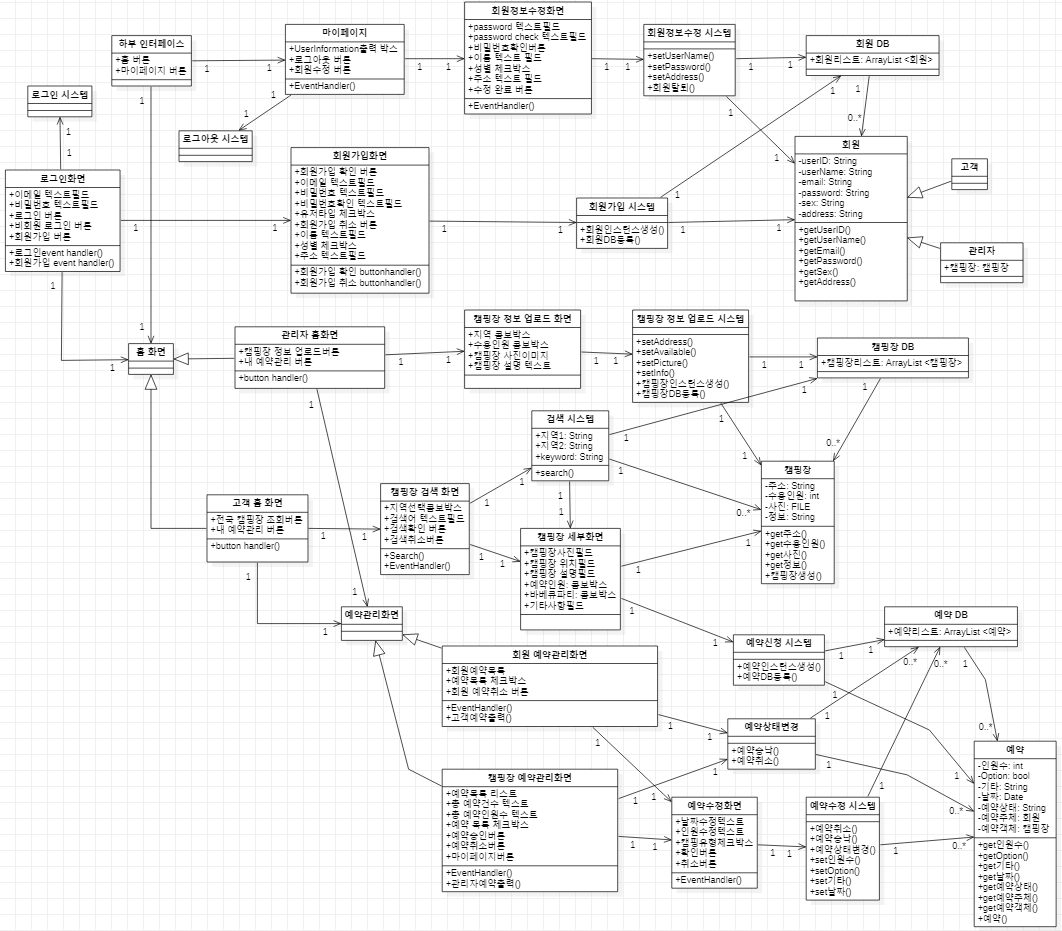 하부 인터페이스
+홈 버튼
+마이페이지 버튼
마이페이지
+UserInformation출력 박스
+로그아웃 버튼
+회원수정 버튼
+EventHandler()
회원정보수정화면
+password 텍스트필드
+password check 텍스트필드
+비밀번호확인버튼
+이름 텍스트 필드
+성별 체크박스
+주소 텍스트 필드
+수정 완료 버튼
+EventHandler()
회원정보수정 시스템
+setUserName()
+setPassword()
+setAddress()
+회원탈퇴()
회원 DB
+회원리스트: ArrayList <회원>
로그인 시스템
로그아웃 시스템
로그인화면
+이메일 텍스트필드
+비밀번호 텍스트필드
+로그인 버튼
+비회원 로그인 버튼
+회원가입 버튼
+로그인event handler()
+회원가입 event handler()
회원가입화면
+회원가입 확인 버튼
+이메일 텍스트필드
+비밀번호 텍스트필드
+비밀번호확인 텍스트필드
+유저타입 체크박스
+회원가입 취소 버튼
+이름 텍스트필드
+성별 체크박스
+주소 텍스트필드
+회원가입 확인 buttonhandler()
+회원가입 취소 buttonhandler()
회원가입 시스템
+회원인스턴스생성()
+회원DB등록()
회원
-userID: String
-userName: String
-email: String
-password: String
-sex: String
-address: String
+getUserID()
+getUserName()
+getEmail()
+getPassword()
+getSex()
+getAddress()
고객
관리자
+캠핑장: 캠핑장
홈 화면
관리자 홈화면
+캠핑장 정보 업로드버튼
+내 예약관리 버튼
+button handler()
캠핑장 정보 업로드 화면
+지역 콤보박스
+수용인원 콤보박스
+캠핑장 사진이미지
+캠핑장 설명 텍스트
캠핑장 정보 업로드 시스템
+setAddress()
+setAvailable()
+setPicture()
+setInfo()
+캠핑장인스턴스생성()
+캠핑장DB등록()
캠핑장 DB
+캠핑장리스트: ArrayList <캠핑장>
검색 시스템
+지역1: String
+지역2: String
+keyword: String
+search()
캠핑장
-주소: String
-수용인원: int
-사진: FILE
-정보: String
+get주소()
+get수용인원()
+get사진()
+get정보()
+캠핑장생성()
고객 홈 화면
+전국 캠핑장 조회버튼
+내 예약관리 버튼
+button handler()
캠핑장 검색 화면
+지역선택콤보박스
+검색어 텍스트필드
+검색확인 버튼
+검색취소버튼
+Search()
+EventHandler()
캠핑장 세부화면
+캠핑장사진필드
+캠핑장 위치필드
+캠핑장 설명필드
+예약인원: 콤보박스
+바베큐파티: 콤보박스
+기타사항필드
예약관리화면
회원 예약관리화면
+회원예약목록
+예약목록 체크박스
+회원 예약취소 버튼
+EventHandler()
+고객예약출력()
예약신청 시스템
+예약인스턴스생성()
+예약DB등록()
예약 DB
+예약리스트: ArrayList <예약>
예약상태변경
+예약승낙()
+예약취소()
캠핑장 예약관리화면
+예약목록 리스트
+총 예약건수 텍스트
+총 예약인원수 텍스트
+예약 목록 체크박스
+예약승인버튼
+예약취소버튼
+마이페이지버튼
+EventHandler()
+관리자예약출력()
예약수정화면
+날짜수정텍스트
+인원수정텍스트
+캠핑유형체크박스
+확인버튼
+취소버튼
+EventHandler()
예약수정 시스템
+예약취소()
+예약승낙()
+예약상태변경()
+set인원수()
+setOption()
+set기타()
+set날짜()
예약
-인원수: int
-Option: bool
-기타: String
-날짜: Date
-예약상태: String
-예약주체: 회원
-예약객체: 캠핑장
+get인원수()
+getOption()
+get기타()
+get날짜()
+get예약상태()
+get예약주체()
+get예약객체()
+예약()